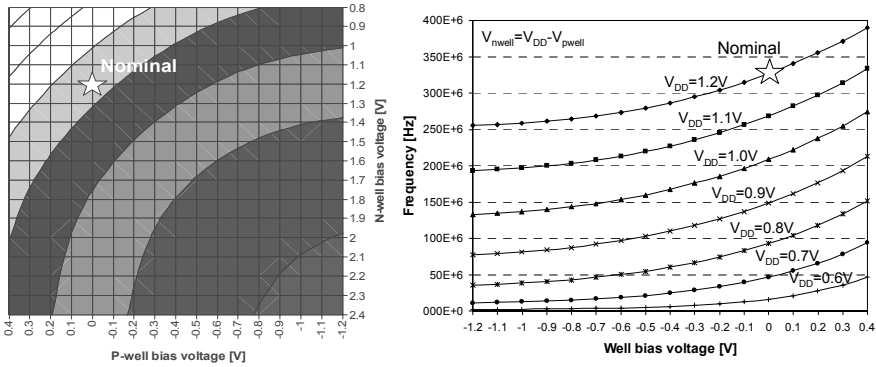 Nominal
0.8
0.9
1
1.1
1.2
1.3
1.4
1.5
1.6
1.7
1.8
1.9
2
2.1
2.2
2.3
2.4
N-well bias voltage [V]
0.4 0.3 0.2 0.1 0 -0.1 -0.2 -0.3 -0.4 -0.5 -0.6 -0.7 -0.8 -0.9 -1 -1.1 -1.2
P-well bias voltage [V]
400E+6
350E+6
300E+6
250E+6
200E+6
150E+6
100E+6
50E+6
000E+0
Frequency [Hz]
Vnwell=VDD-Vpwell
Nominal
VDD=1.2V
VDD=1.1V
VDD=1.0V
VDD=0.9V
VDD=0.8V
VDD=0.7V
VDD=0.6V
-1.2 -1.1 -1 -0.9 -0.8 -0.7 -0.6 -0.5 -0.4 -0.3 -0.2 -0.1 0 0.1 0.2 0.3 0.4
Well bias voltage [V]